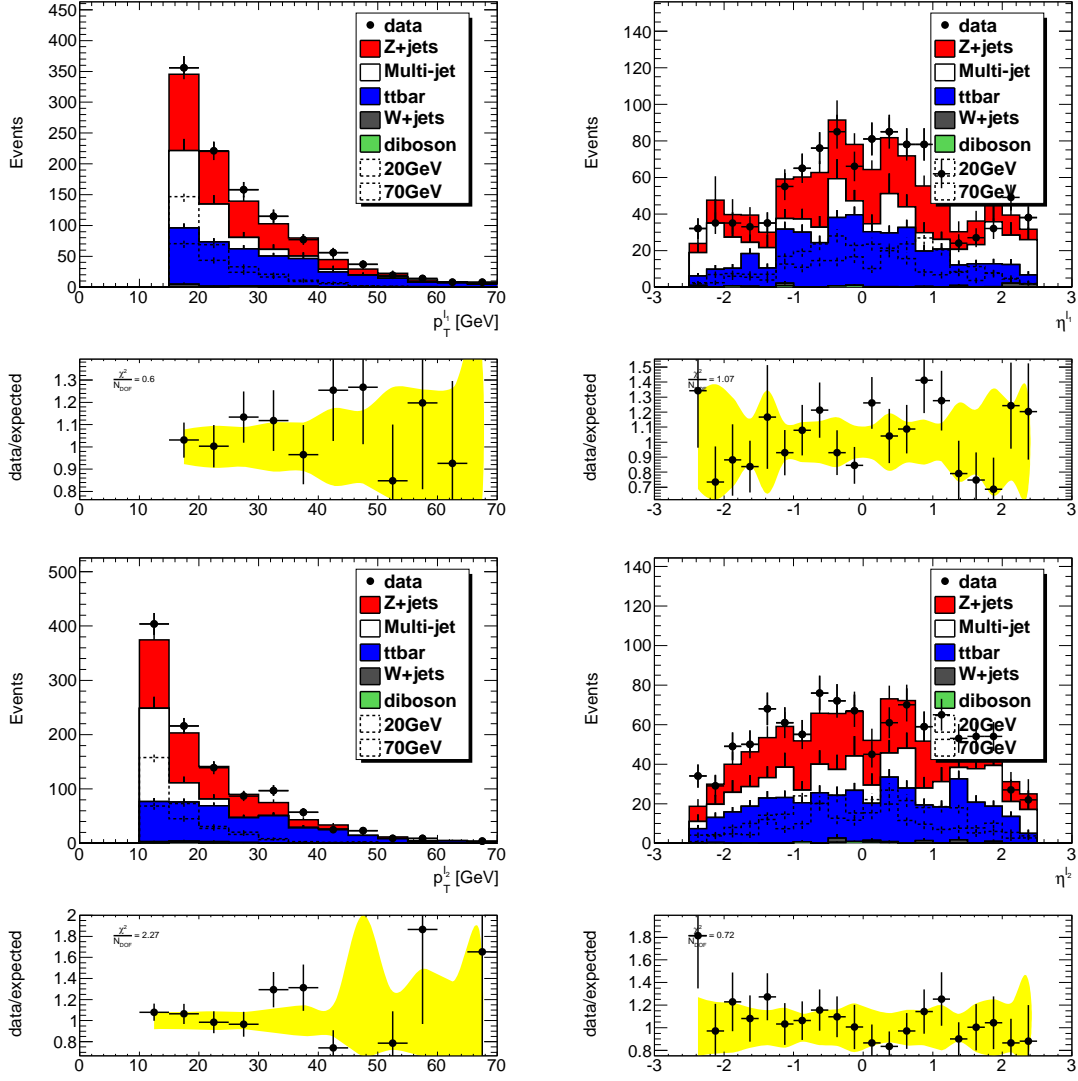 Events
450
400
350
300
250
200
150
100
50
0
data
Z+jets
Multi-jet
ttbar
W+jets
diboson
20GeV
70GeV
0 10 20 30 40 50 60 70
p_T^{l_1} [GeV]
Events
140
120
100
80
60
40
20
0
data
Z+jets
Multi-jet
ttbar
W+jets
diboson
20GeV
70GeV
-3 -2 -1 0 1 2 3
η^{l_1}
data/expected
1.3
1.2
1.1
1
0.9
0.8
χ²/N_DOF = 0.6
0 10 20 30 40 50 60 70
data/expected
1.5
1.4
1.3
1.2
1.1
1
0.9
0.8
0.7
χ²/N_DOF = 1.07
-3 -2 -1 0 1 2 3
Events
500
400
300
200
100
0
data
Z+jets
Multi-jet
ttbar
W+jets
diboson
20GeV
70GeV
0 10 20 30 40 50 60 70
p_T^{l_2} [GeV]
Events
140
120
100
80
60
40
20
0
data
Z+jets
Multi-jet
ttbar
W+jets
diboson
20GeV
70GeV
-3 -2 -1 0 1 2 3
η^{l_2}
data/expected
2
1.8
1.6
1.4
1.2
1
0.8
χ²/N_DOF = 2.27
0 10 20 30 40 50 60 70
data/expected
1.8
1.6
1.4
1.2
1
0.8
χ²/N_DOF = 0.72
-3 -2 -1 0 1 2 3